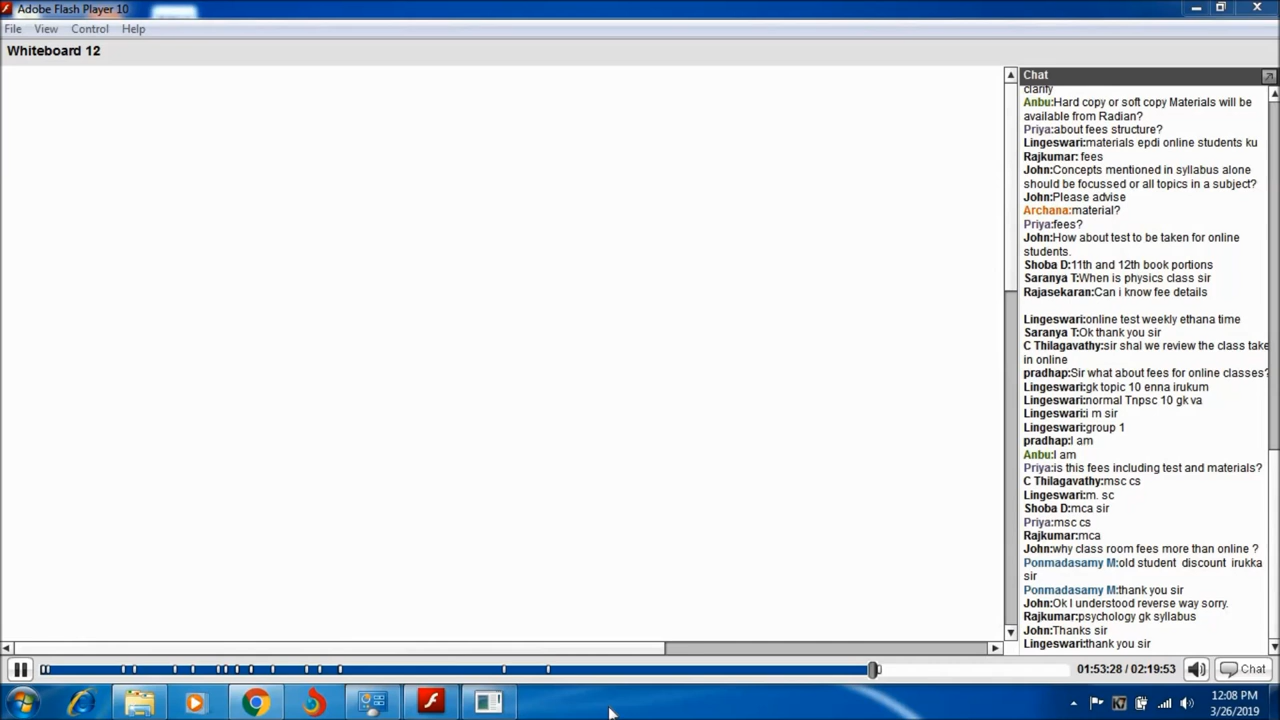 Adobe Flash Player 10
File View Control Help
Whiteboard 12
Chat
clarify
Anbu:Hard copy or soft copy Materials will be
available from Radian?
Priya:about fees structure?
Lingeswari:materials epdi online students ku
Rajkumar: fees
John:Concepts mentioned in syllabus alone
should be focussed or all topics in a subject?
John:Please advise
Archana:material?
Priya:fees?
John:How about test to be taken for online
students.
Shoba D:11th and 12th book portions
Saranya T:When is physics class sir
Rajasekaran:Can i know fee details
Lingeswari:online test weekly ethana time
Saranya T:Ok thank you sir
C Thilagavathy:sir shal we review the class take
in online
pradhap:Sir what about fees for online classes?
Lingeswari:gk topic 10 enna irukum
Lingeswari:normal Tnpsc 10 gk va
Lingeswari:i m sir
Lingeswari:group 1
pradhap:I am
Anbu:I am
Priya:is this fees including test and materials?
C Thilagavathy:msc cs
Lingeswari:m. sc
Shoba D:mca sir
Priya:msc cs
Rajkumar:mca
John:why class room fees more than online ?
Ponmadasamy M:old student discount irukka
sir
Ponmadasamy M:thank you sir
John:Ok I understood reverse way sorry.
Rajkumar:psychology gk syllabus
John:Thanks sir
Lingeswari:thank you sir
01:53:28 / 02:19:53
Chat
12:08 PM
3/26/2019